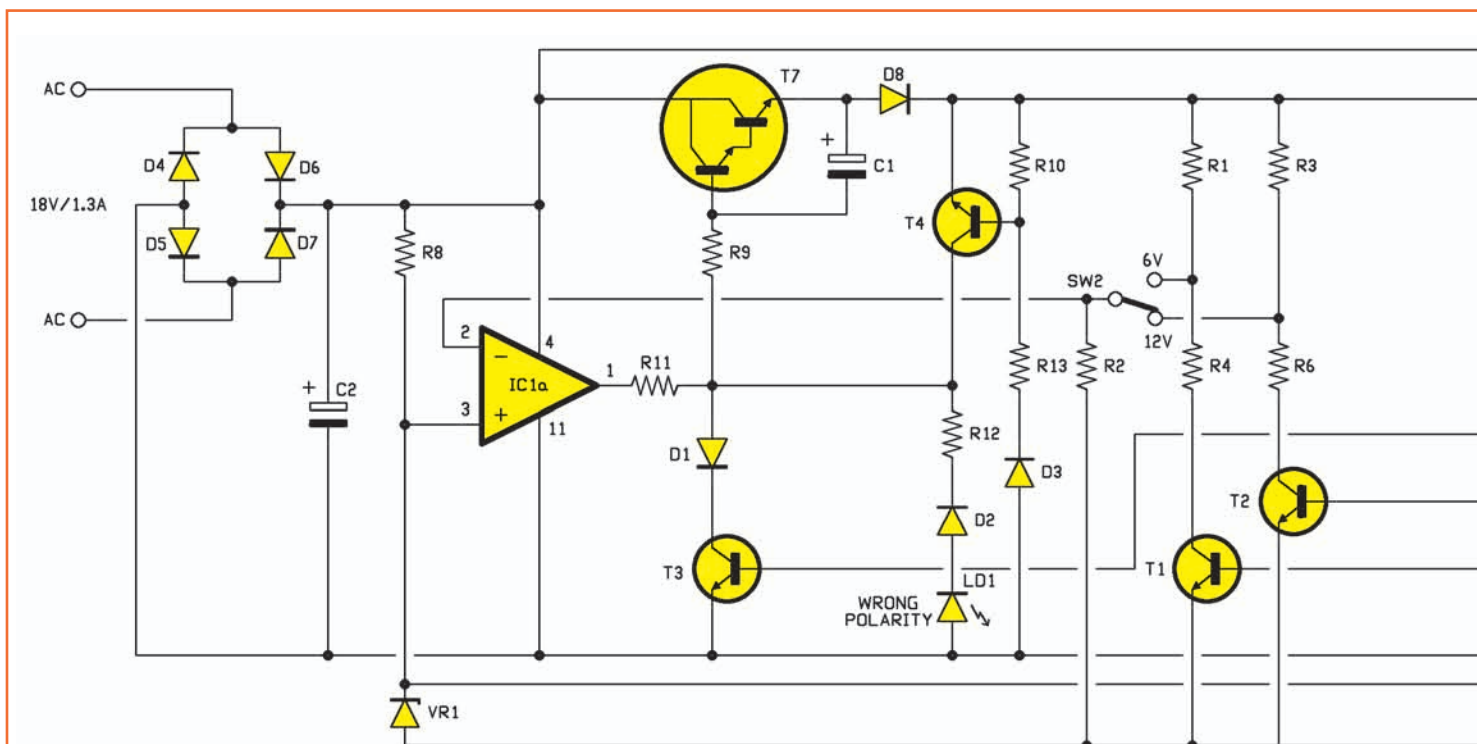 T7
D8
AC
+
D4
D6
C1
R10
R1
R3
18V/1.3A
T4
D5
D7
R8
R9
6V
SW2
12V
2
4
−
R11
R13
R2
R4
R6
IC1a
1
+
C2
3
+
11
R12
D1
D3
AC
T2
D2
T3
T1
LD1
WRONG
POLARITY
VR1